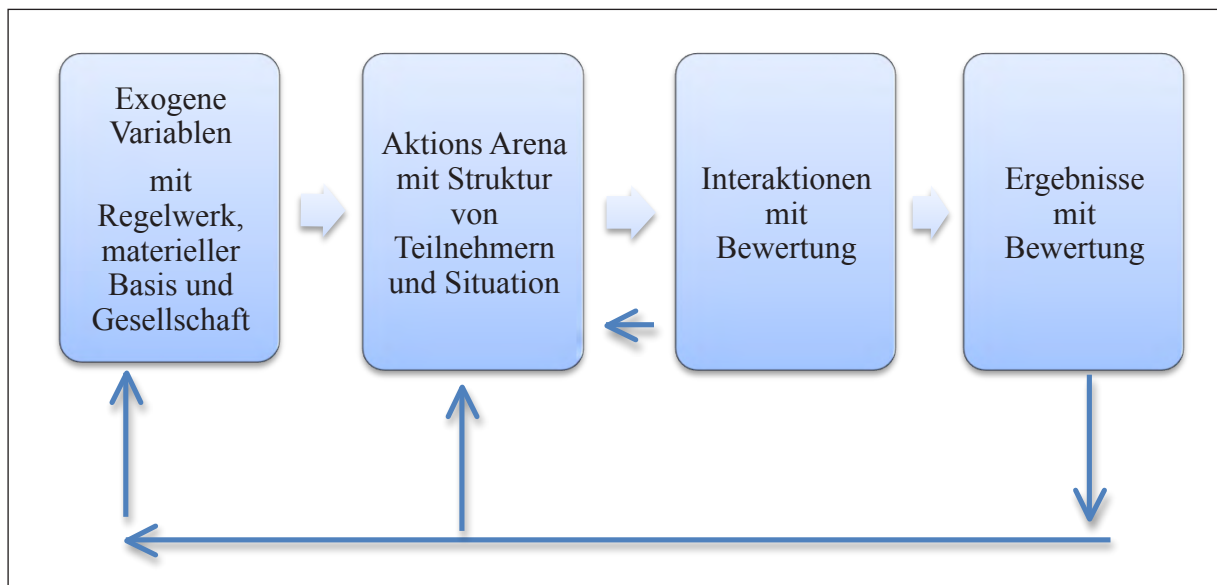 Exogene
Variablen
mit
Regelwerk,
materieller
Basis und
Gesellschaft
Aktions Arena
mit Struktur
von
Teilnehmern
und Situation
Interaktionen
mit
Bewertung
Ergebnisse
mit
Bewertung